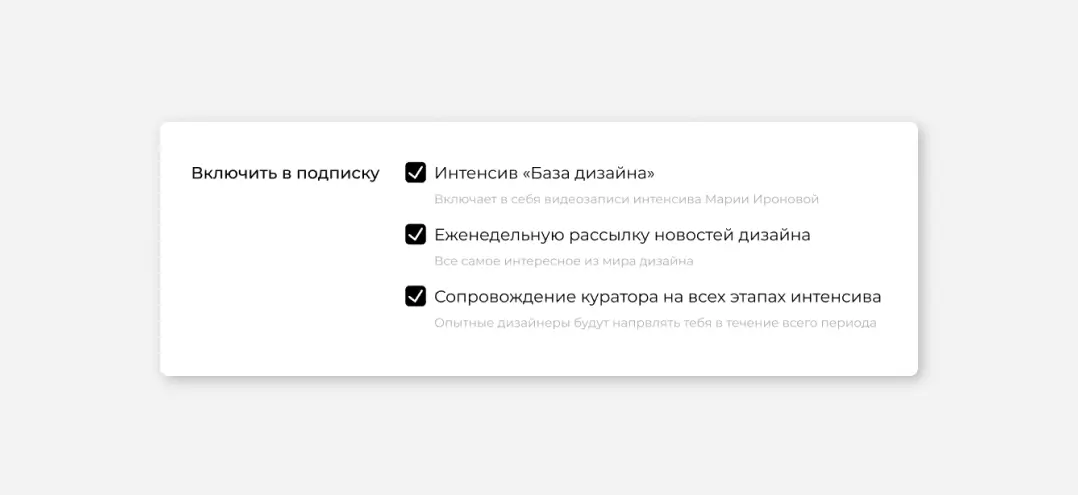 Включить в подписку
Интенсив «База дизайна»
Включает в себя видеозаписи интенсива Марии Ироновой
Еженедельную рассылку новостей дизайна
Все самое интересное из мира дизайна
Сопровождение куратора на всех этапах интенсива
Опытные дизайнеры будут напрвлять тебя в течение всего периода